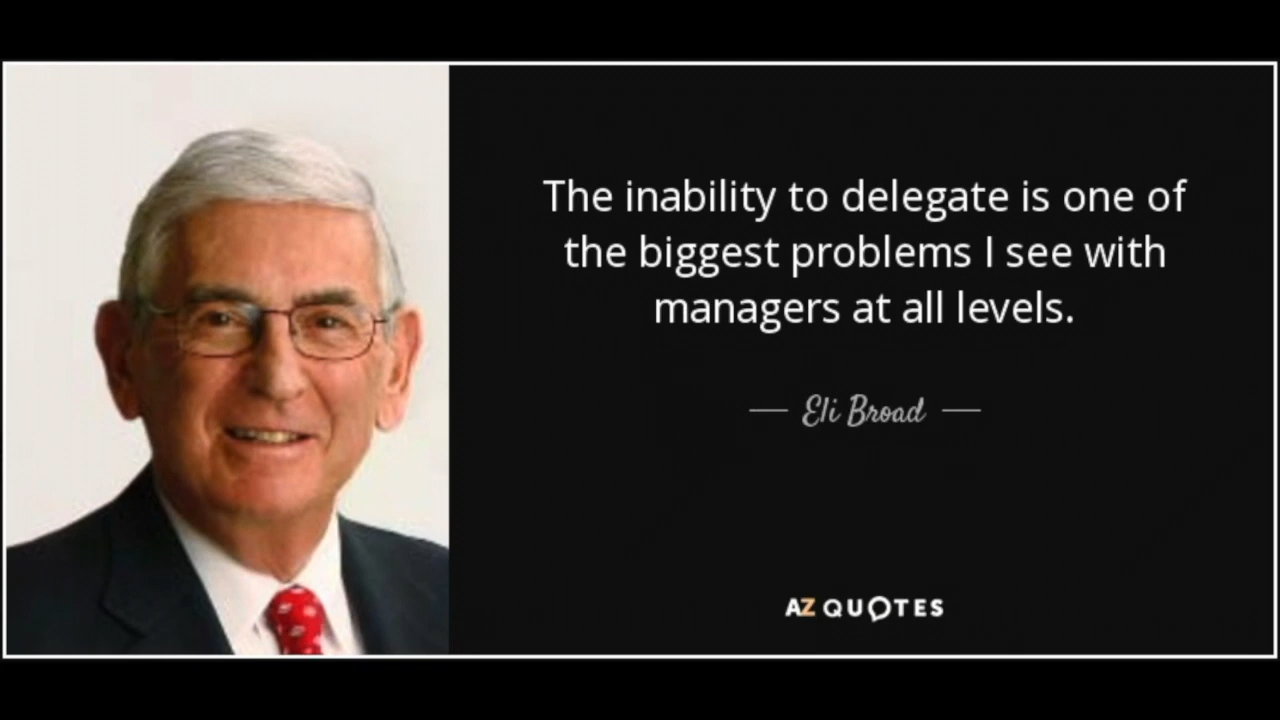 The inability to delegate is one of
the biggest problems I see with
managers at all levels.
Eli Broad
AZ QUOTES